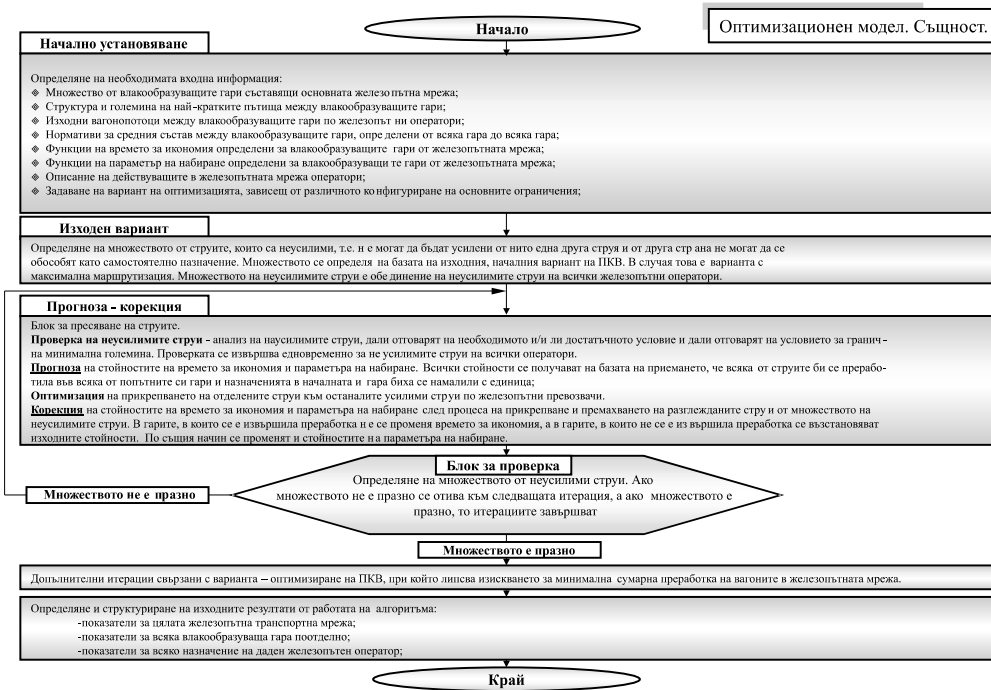 Оптимизационен модел. Същност.
Начало
Начално установяване
Определяне на необходимата входна информация:
Множество от влакообразуващите гари съставящи основната железопътна мрежа;
Структура и големина на най-кратките пътища между влакообразуващите гари;
Изходни вагонопотоци между влакообразуващите гари по железопът ни оператори;
Нормативи за средния състав между влакообразуващите гари, опре делени от всяка гара до всяка гара;
Функции на времето за икономия определени за влакообразуващите гари от железопътната мрежа;
Функции на параметър на набиране определени за влакообразуващи те гари от железопътната мрежа;
Описание на действуващите в железопътната мрежа оператори;
Задаване на вариант на оптимизацията, зависещ от различното ко нфигуриране на основните ограничения;
Изходен вариант
Определяне на множеството от струите, които са неусилими, т.е. н е могат да бъдат усилени от нито една друга струя и от друга стр ана не могат да се
обособят като самостоятелно назначение. Множеството се определя на базата на изходния, началния вариант на ПКВ. В случая това е варианта с
максимална маршрутизация. Множеството на неусилимите струи е обе динение на неусилимите струи на всички железопътни оператори.
Прогноза - корекция
Блок за пресяване на струите.
Проверка на неусилимите струи - анализ на наусилимите струи, дали отговарят на необходимото и/и ли достатъчното условие и дали отговарят на условието за гранич -
на минимална големина. Проверката се извършва едновременно за не усилимите струи на всички оператори.
Прогноза на стойностите на времето за икономия и параметъра на набиране. Всички стойности се получават на базата на приемането, че всяка от струите би се прерабо-
тила във всяка от попътните си гари и назначенията в началната и гара биха се намалили с единица;
Оптимизация на прикрепването на отделените струи към останалите усилими струи по железопътни превозвачи.
Корекция на стойностите на времето за икономия и параметъра на набиране след процеса на прикрепване и премахването на разглежданите стру и от множеството на
неусилимите струи. В гарите, в които се е извършила преработка н е се променя времето за икономия, а в гарите, в които не се е из вършила преработка се възстановяват
изходните стойности. По същия начин се променят и стойностите н а параметъра на набиране.
Блок за проверка
Определяне на множеството от неусилими струи. Ако
множеството не е празно се отива към следващата итерация, а ако множеството е
празно, то итерациите завършват
Множеството не е празно
Множеството е празно
Допълнителни итерации свързани с варианта – оптимизиране на ПКВ, при който липсва изискването за минимална сумарна преработка на вагоните в железопътната мрежа.
Определяне и структуриране на изходните резултати от работата на алгоритъма:
-показатели за цялата железопътна транспортна мрежа;
-показатели за всяка влакообразуваща гара поотделно;
-показатели за всяко назначение на даден железопътен оператор;
Край